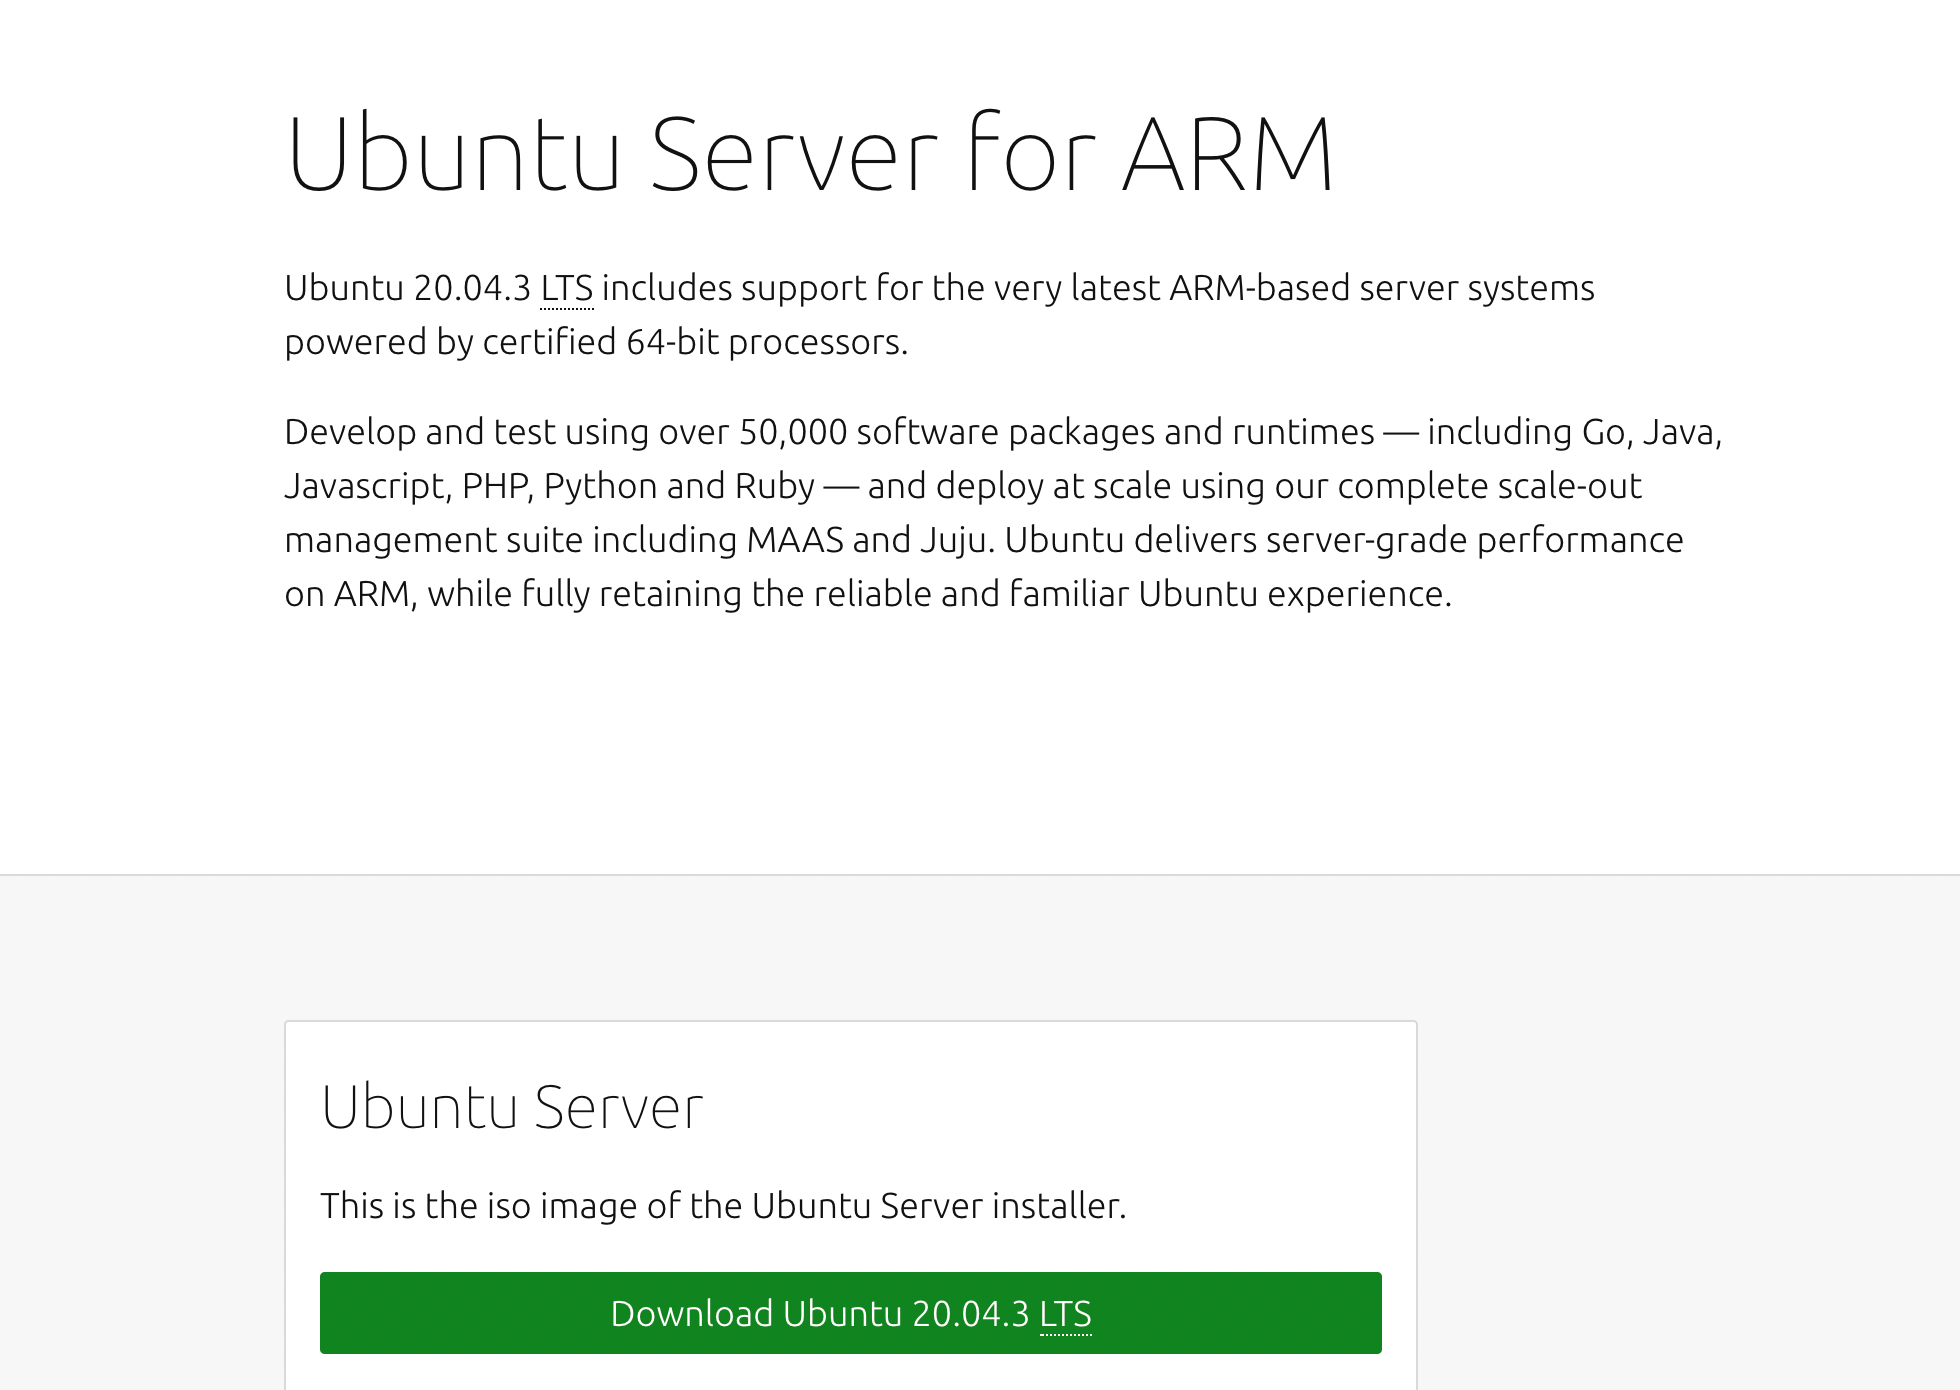 Ubuntu Server for ARM
Ubuntu 20.04.3 LTS includes support for the very latest ARM-based server systems
powered by certified 64-bit processors.
Develop and test using over 50,000 software packages and runtimes — including Go, Java,
Javascript, PHP, Python and Ruby — and deploy at scale using our complete scale-out
management suite including MAAS and Juju. Ubuntu delivers server-grade performance
on ARM, while fully retaining the reliable and familiar Ubuntu experience.
Ubuntu Server
This is the iso image of the Ubuntu Server installer.
Download Ubuntu 20.04.3 LTS